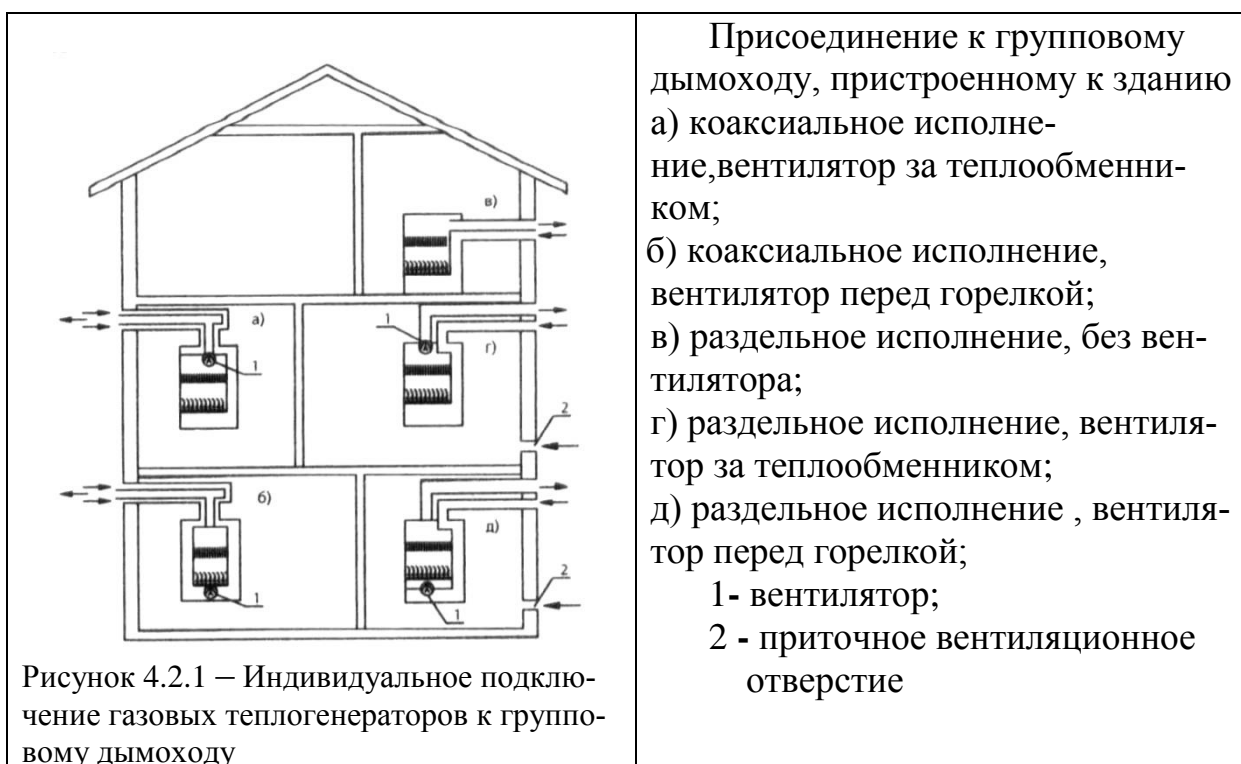 в)
а)
1
г)
1
2
б)
д)
2
1
1
Рисунок 4.2.1 – Индивидуальное подклю-
чение газовых теплогенераторов к группо-
вому дымоходу
Присоединение к групповому
дымоходу, пристроенному к зданию
а) коаксиальное исполне-
ние,вентилятор за теплообменни-
ком;
б) коаксиальное исполнение,
вентилятор перед горелкой;
в) раздельное исполнение, без вен-
тилятора;
г) раздельное исполнение, вентиля-
тор за теплообменником;
д) раздельное исполнение , вентиля-
тор перед горелкой;
1- вентилятор;
2 - приточное вентиляционное
отверстие